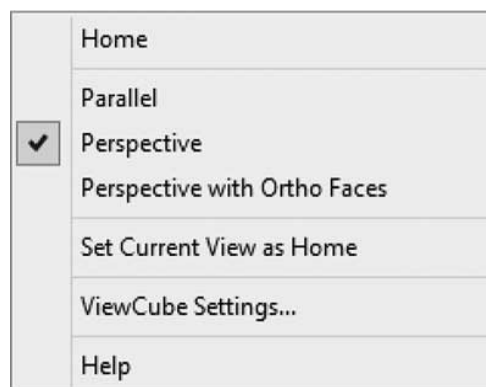 Home
Parallel
Perspective
Perspective with Ortho Faces
Set Current View as Home
ViewCube Settings...
Help